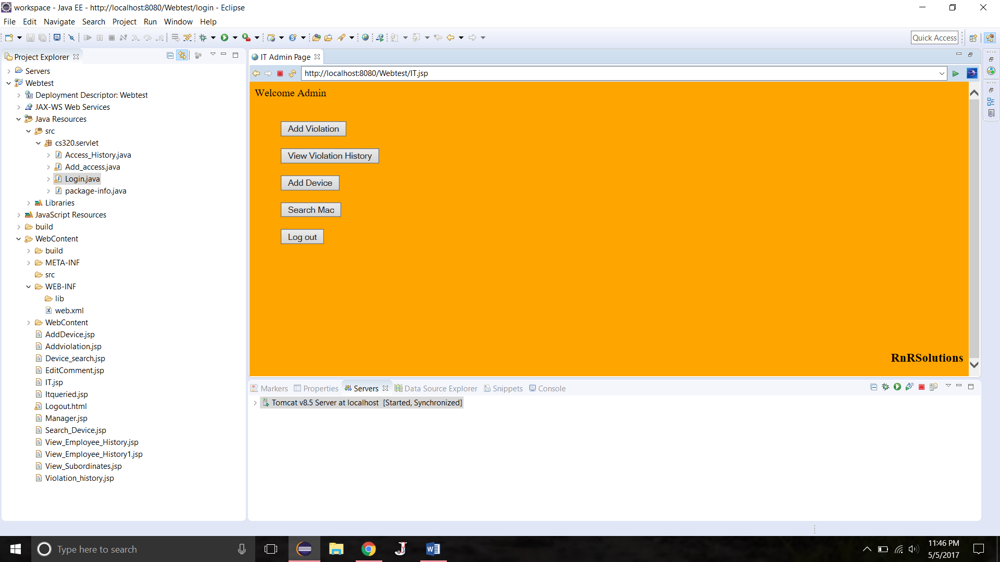 workspace - Java EE - http://localhost:8080/Webtest/login - Eclipse
File Edit Navigate Search Project Run Window Help
Quick Access
Project Explorer
Servers
Webtest
Deployment Descriptor: Webtest
JAX-WS Web Services
Java Resources
src
cs320.servlet
Access_History.java
Add_access.java
Login.java
package-info.java
Libraries
JavaScript Resources
build
WebContent
build
META-INF
src
WEB-INF
lib
web.xml
WebContent
AddDevice.jsp
Addviolation.jsp
Device_search.jsp
EditComment.jsp
IT.jsp
Itqueried.jsp
Logout.html
Manager.jsp
Search_Device.jsp
View_Employee_History.jsp
View_Employee_History1.jsp
View_Subordinates.jsp
Violation_history.jsp
IT Admin Page
http://localhost:8080/Webtest/IT.jsp
Welcome Admin
Add Violation
View Violation History
Add Device
Search Mac
Log out
RnRSolutions
Markers Properties Servers Data Source Explorer Snippets Console
Tomcat v8.5 Server at localhost [Started, Synchronized]
Type here to search
11:46 PM
5/5/2017